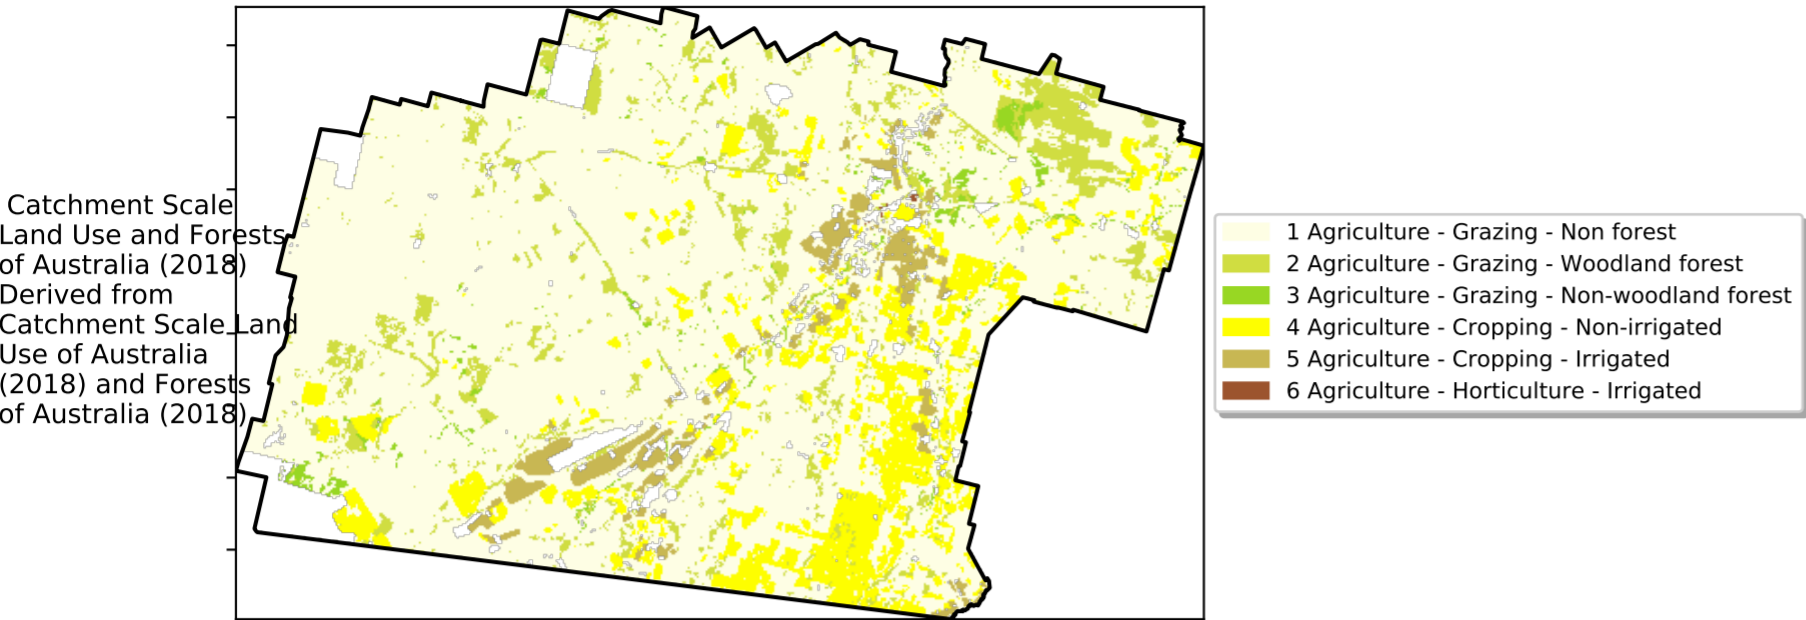 Catchment Scale
Land Use and Forests
of Australia (2018)
Derived from
Catchment Scale Land
Use of Australia
(2018) and Forests
of Australia (2018)
1 Agriculture - Grazing - Non forest
2 Agriculture - Grazing - Woodland forest
3 Agriculture - Grazing - Non-woodland forest
4 Agriculture - Cropping - Non-irrigated
5 Agriculture - Cropping - Irrigated
6 Agriculture - Horticulture - Irrigated